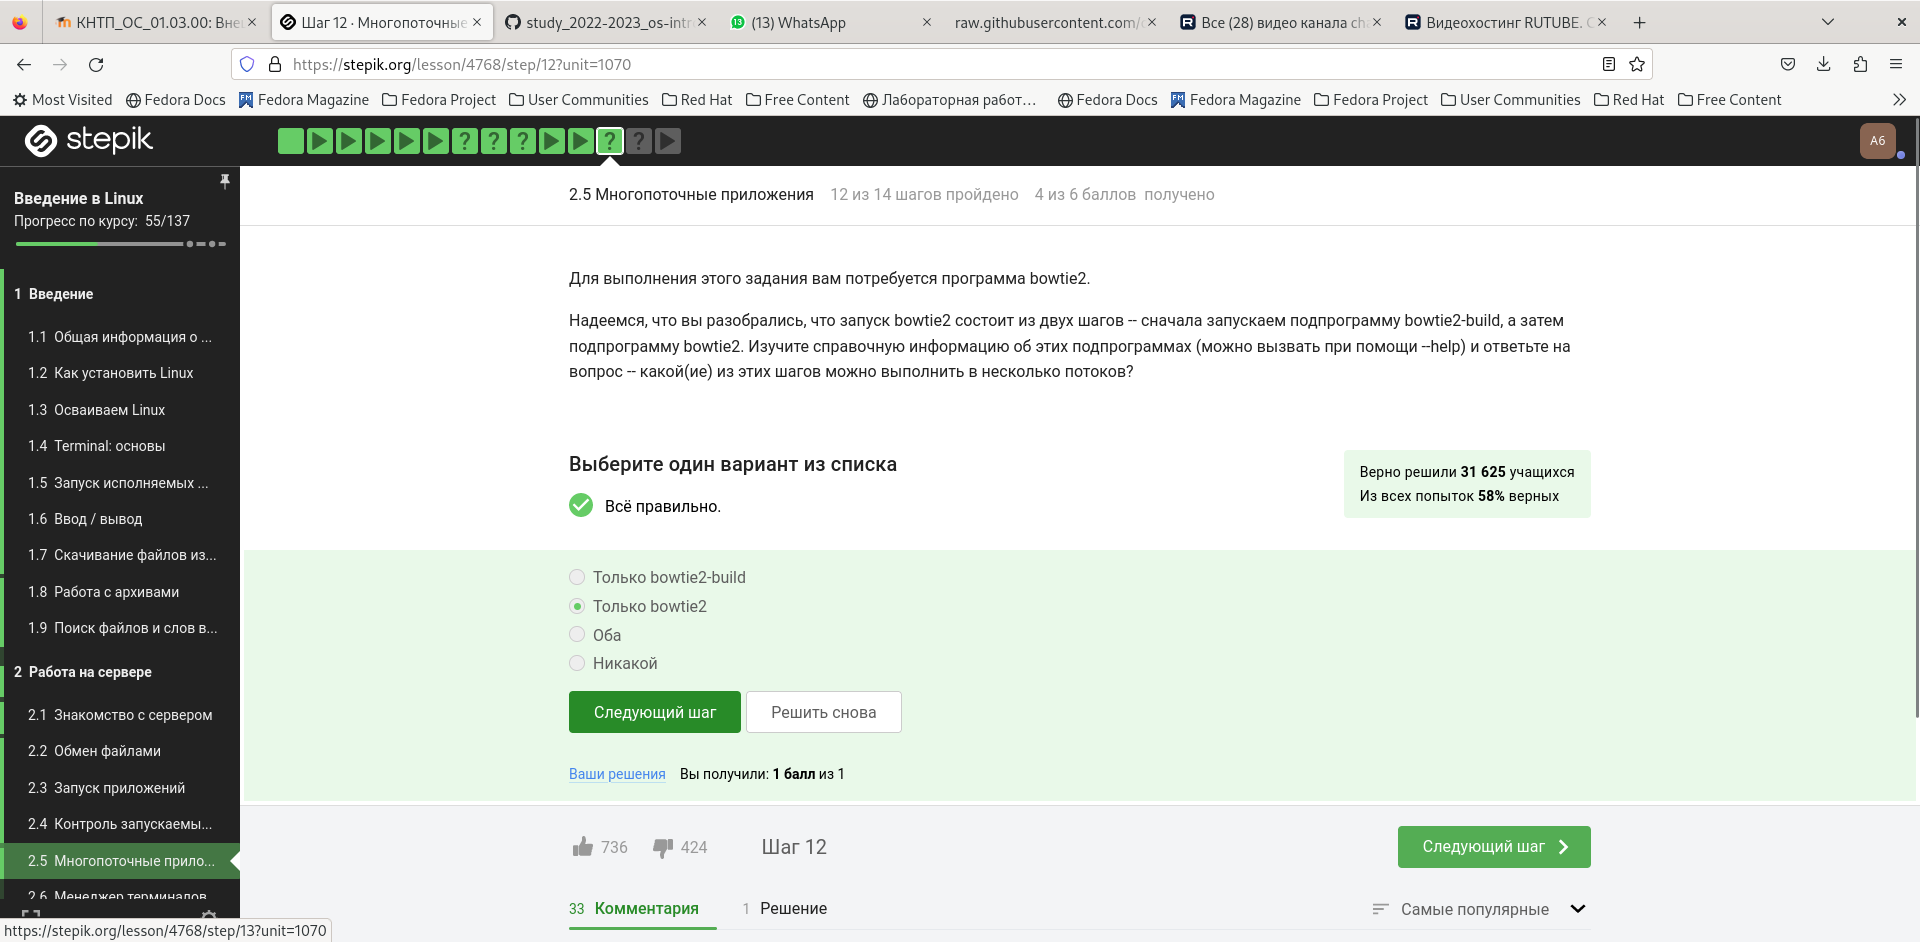 КНТП_ОС_01.03.00: Вне
Шаг 12 · Многопоточные
study_2022-2023_os-intr
(13) WhatsApp
raw.githubusercontent.com/
Все (28) видео канала
Видеохостинг RUTUBE.
https://stepik.org/lesson/4768/step/12?unit=1070
Most Visited
Fedora Docs
Fedora Magazine
Fedora Project
User Communities
Red Hat
Free Content
Лабораторная работ…
Fedora Docs
Fedora Magazine
Fedora Project
User Communities
Red Hat
Free Content
stepik
A6
Введение в Linux
Прогресс по курсу: 55/137
1 Введение
1.1 Общая информация о ...
1.2 Как установить Linux
1.3 Осваиваем Linux
1.4 Terminal: основы
1.5 Запуск исполняемых ...
1.6 Ввод / вывод
1.7 Скачивание файлов из...
1.8 Работа с архивами
1.9 Поиск файлов и слов в...
2 Работа на сервере
2.1 Знакомство с сервером
2.2 Обмен файлами
2.3 Запуск приложений
2.4 Контроль запускаемы...
2.5 Многопоточные прило...
2.6 Менеджер терминалов
2.5 Многопоточные приложения 12 из 14 шагов пройдено 4 из 6 баллов получено
Для выполнения этого задания вам потребуется программа bowtie2.
Надеемся, что вы разобрались, что запуск bowtie2 состоит из двух шагов -- сначала запускаем подпрограмму bowtie2-build, а затем
подпрограмму bowtie2. Изучите справочную информацию об этих подпрограммах (можно вызвать при помощи --help) и ответьте на
вопрос -- какой(ие) из этих шагов можно выполнить в несколько потоков?
Выберите один вариант из списка
Всё правильно.
Верно решили 31 625 учащихся
Из всех попыток 58% верных
Только bowtie2-build
Только bowtie2
Оба
Никакой
Следующий шаг
Решить снова
Ваши решения Вы получили: 1 балл из 1
736
424
Шаг 12
Следующий шаг
33 Комментария
1 Решение
Самые популярные
https://stepik.org/lesson/4768/step/13?unit=1070